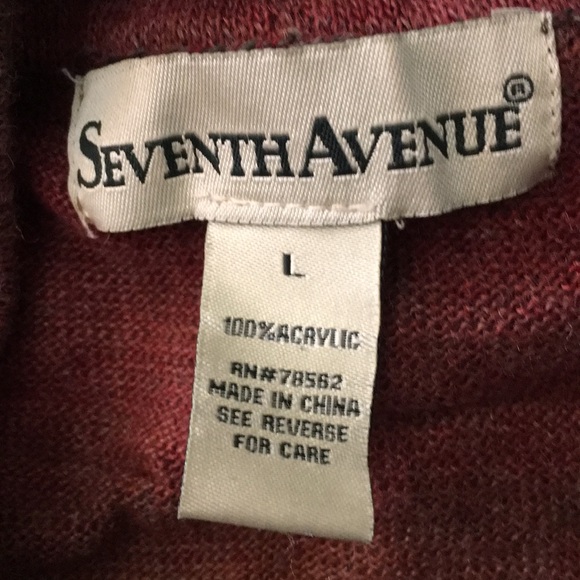 SEVENTH AVENUE®
L
100% ACRYLIC
RN#78562
MADE IN CHINA
SEE REVERSE
FOR CARE